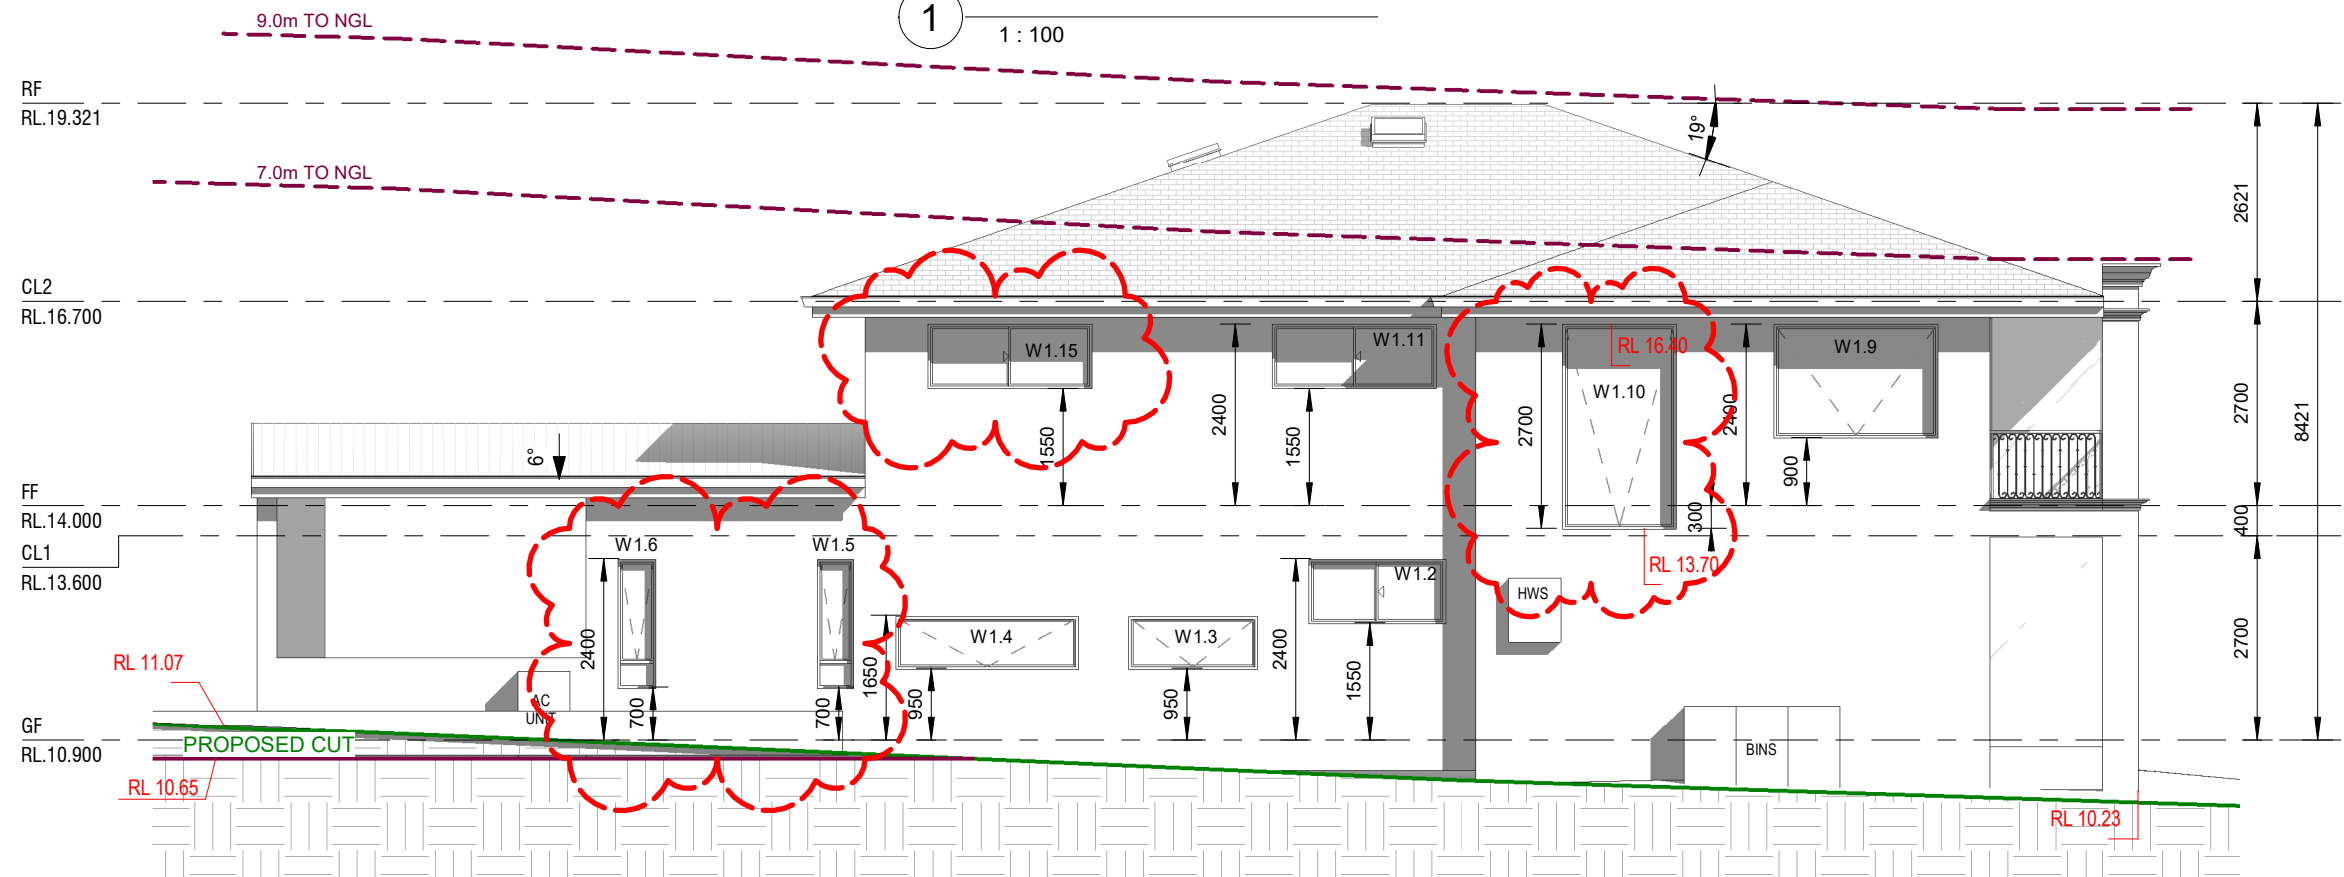 9.0m TO NGL
1
1 : 100
RF
RL.19.321
19°
7.0m TO NGL
2621
CL2
RL.16.700
W1.15
W1.11
RL 16.40
W1.10
W1.9
1550
2400
1550
2700
2400
900
2700
8421
6°
FF
RL.14.000
300
400
CL1
RL.13.600
W1.6
W1.5
W1.2
RL 13.70
HWS
W1.4
W1.3
2400
1650
2400
1550
2700
RL 11.07
700
700
950
950
AC
UNIT
GF
RL.10.900
PROPOSED CUT
BINS
RL 10.65
RL 10.23